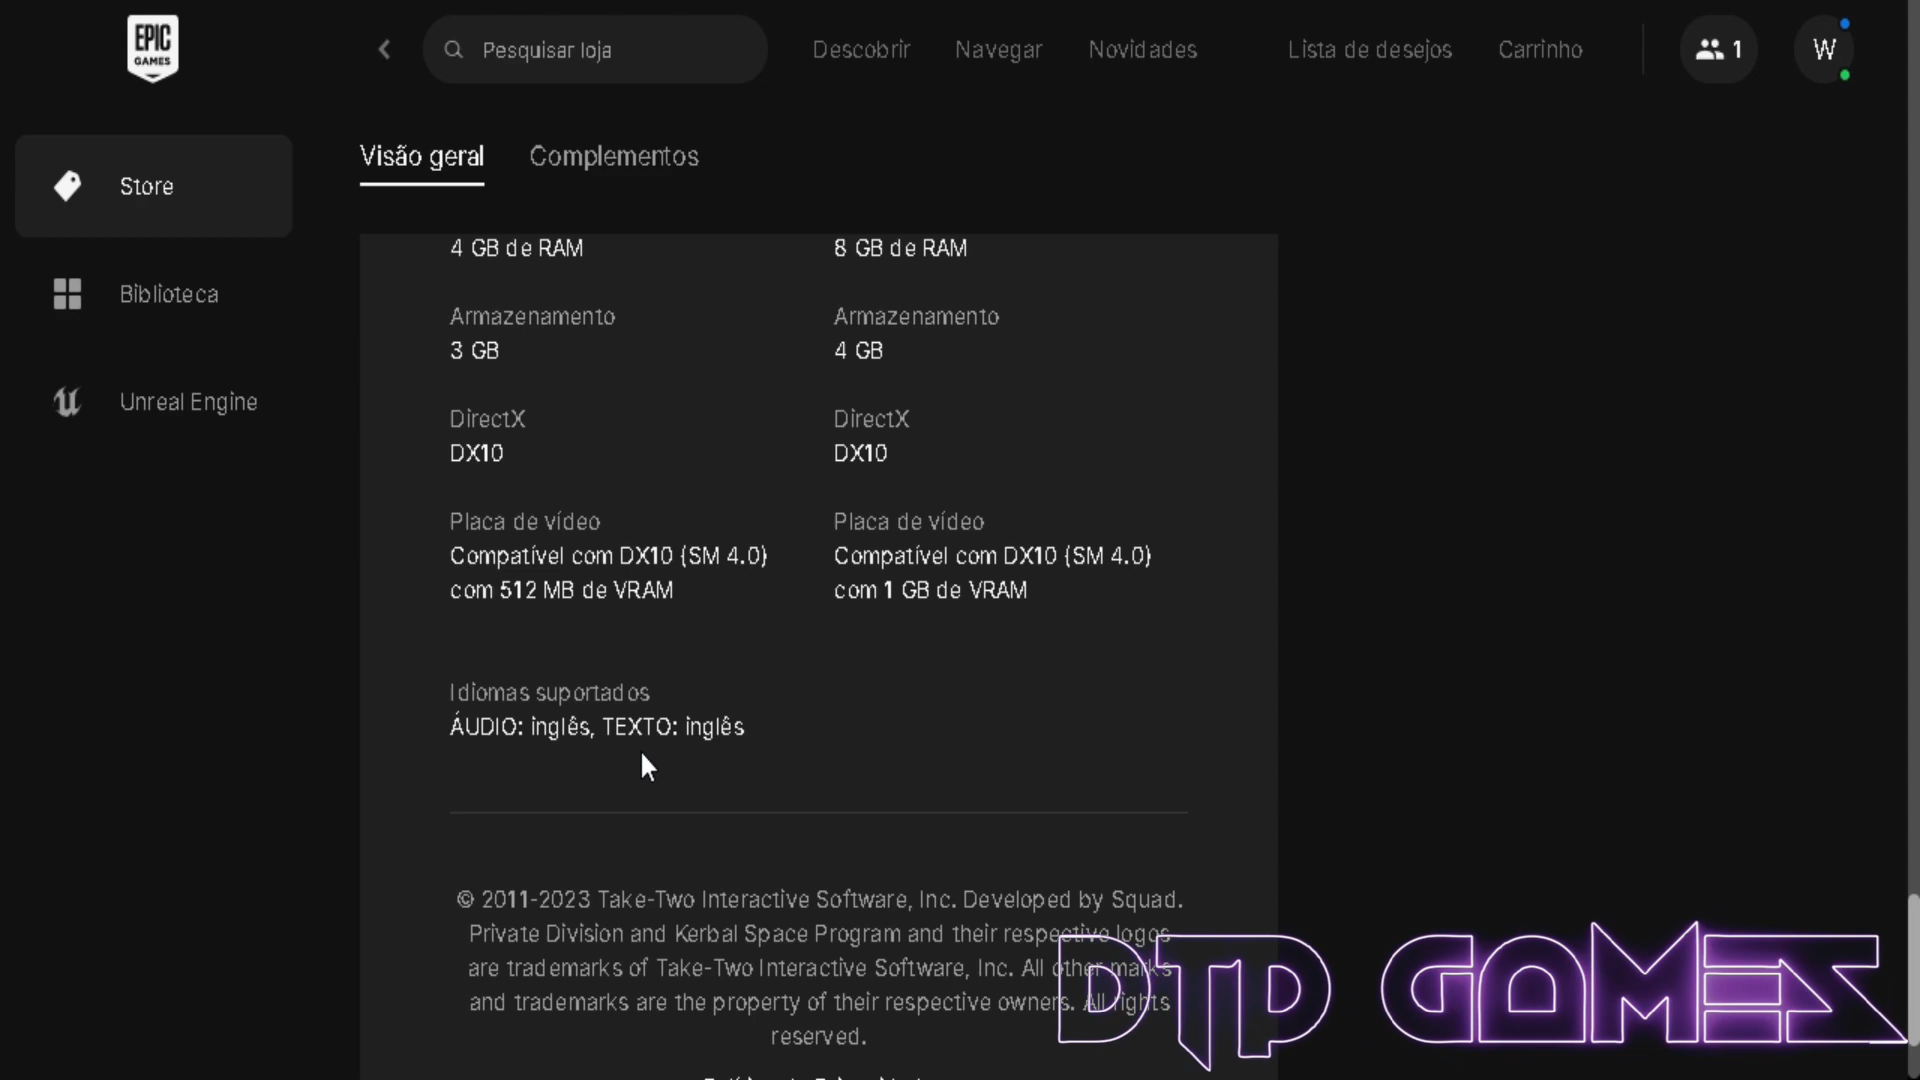 EPIC
GAMES
Pesquisar loja
Descobrir
Navegar
Novidades
Lista de desejos
Carrinho
1
W
Store
Biblioteca
Unreal Engine
Visão geral
Complementos
4 GB de RAM
8 GB de RAM
Armazenamento
3 GB
Armazenamento
4 GB
DirectX
DX10
DirectX
DX10
Placa de vídeo
Compatível com DX10 (SM 4.0)
com 512 MB de VRAM
Placa de vídeo
Compatível com DX10 (SM 4.0)
com 1 GB de VRAM
Idiomas suportados
ÁUDIO: inglês, TEXTO: inglês
© 2011-2023 Take-Two Interactive Software, Inc. Developed by Squad.
Private Division and Kerbal Space Program and their respective logos
are trademarks of Take-Two Interactive Software, Inc. All other marks
and trademarks are the property of their respective owners. All rights
reserved.
DTP GAMES